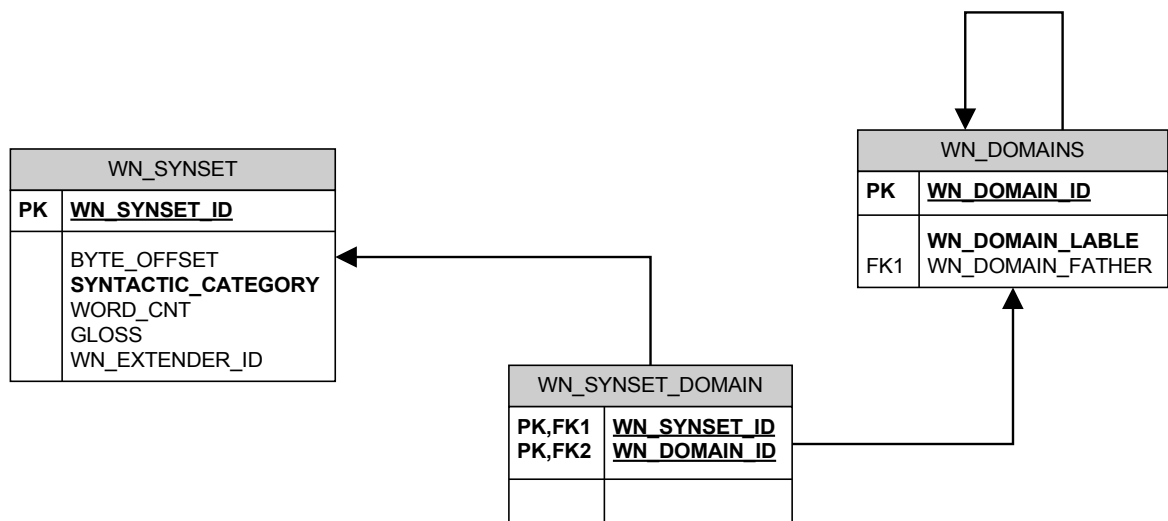 WN_SYNSET
PK WN_SYNSET_ID
BYTE_OFFSET
SYNTACTIC_CATEGORY
WORD_CNT
GLOSS
WN_EXTENDER_ID
WN_DOMAINS
PK WN_DOMAIN_ID
WN_DOMAIN_LABLE
FK1 WN_DOMAIN_FATHER
WN_SYNSET_DOMAIN
PK,FK1 WN_SYNSET_ID
PK,FK2 WN_DOMAIN_ID